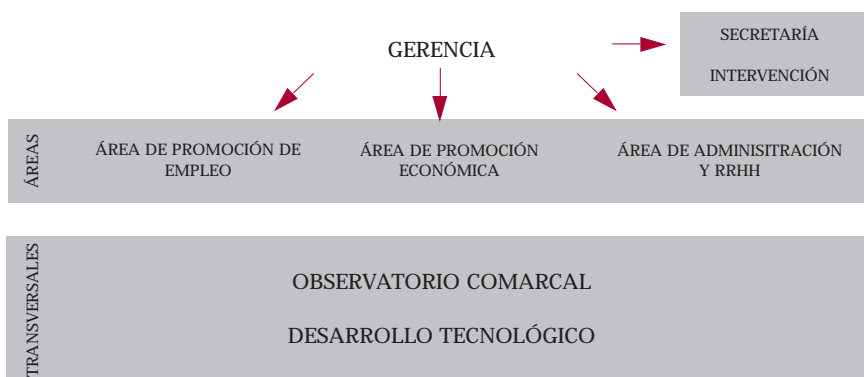 SECRETARÍA
GERENCIA
INTERVENCIÓN
ÁREAS
ÁREA DE PROMOCIÓN DE
EMPLEO
ÁREA DE PROMOCIÓN
ECONÓMICA
ÁREA DE ADMINISITRACIÓN
Y RRHH
TRANSVERSALES
OBSERVATORIO COMARCAL
DESARROLLO TECNOLÓGICO